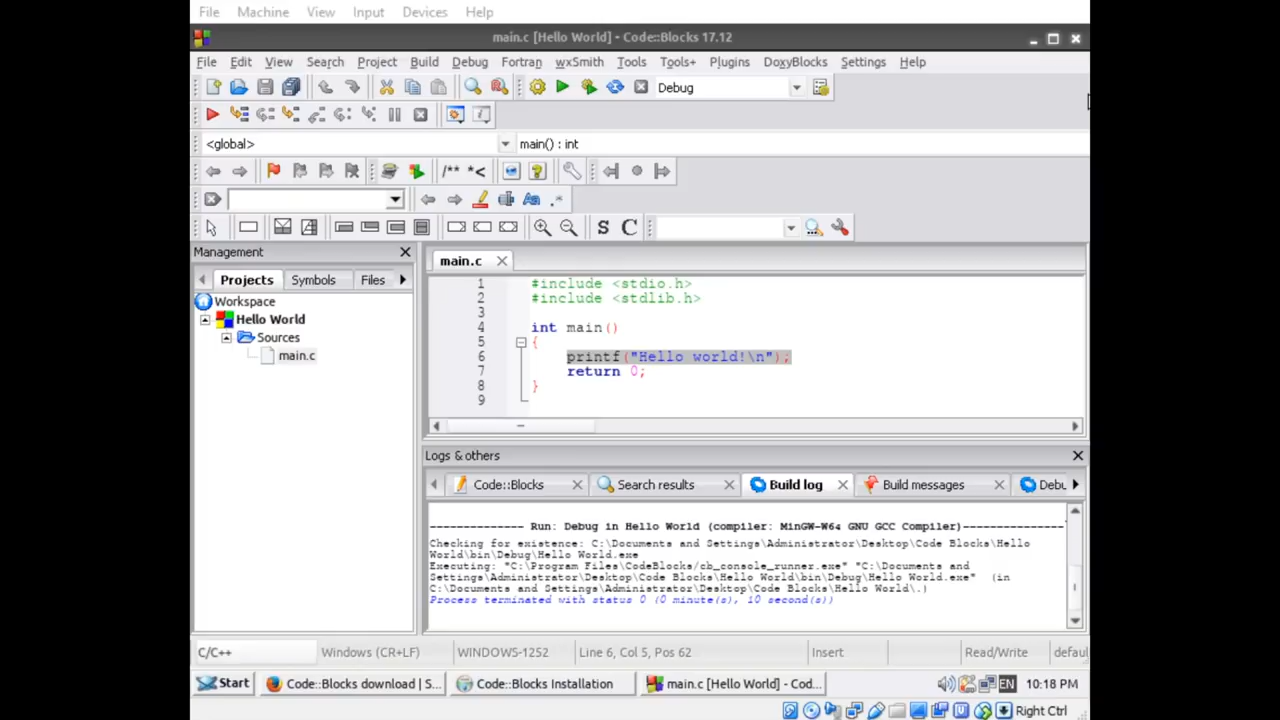 File Machine View Input Devices Help
main.c [Hello World] - Code::Blocks 17.12
File Edit View Search Project Build Debug Fortran wxSmith Tools Tools+ Plugins DoxyBlocks Settings Help
Debug
<global> main() : int
/** *<
Aa .*
S C
Management
main.c
Projects Symbols Files
Workspace
Hello World
Sources
main.c
1 #include <stdio.h>
2 #include <stdlib.h>
3
4 int main()
5 {
6 printf("Hello world!\n");
7 return 0;
8 }
9
Logs & others
Code::Blocks Search results Build log Build messages Debu
-------------- Run: Debug in Hello World (compiler: MinGW-W64 GNU GCC Compiler)---------------
Checking for existence: C:\Documents and Settings\Administrator\Desktop\Code Blocks\Hello
World\bin\Debug\Hello World.exe
Executing: "C:\Program Files\CodeBlocks/cb_console_runner.exe" "C:\Documents and
Settings\Administrator\Desktop\Code Blocks\Hello World\bin\Debug\Hello World.exe"  (in
C:\Documents and Settings\Administrator\Desktop\Code Blocks\Hello World\.)
Process terminated with status 0 (0 minute(s), 10 second(s))
C/C++ Windows (CR+LF) WINDOWS-1252 Line 6, Col 5, Pos 62 Insert Read/Write defaul
Start Code::Blocks download | S... Code::Blocks Installation main.c [Hello World] - Cod... EN 10:18 PM
Right Ctrl